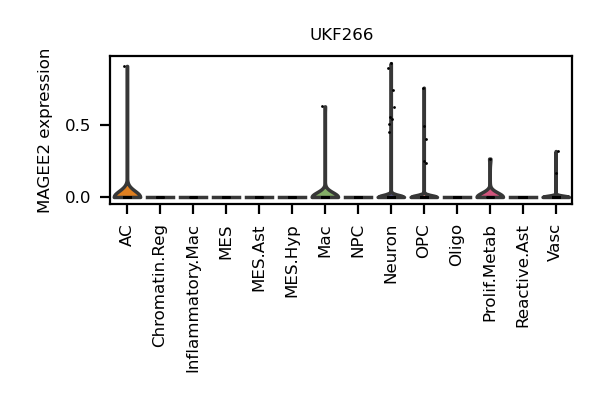 UKF266
MAGEE2 expression
0.5
0.0
AC
Chromatin.Reg
Inflammatory.Mac
MES
MES.Ast
MES.Hyp
Mac
NPC
Neuron
OPC
Oligo
Prolif.Metab
Reactive.Ast
Vasc